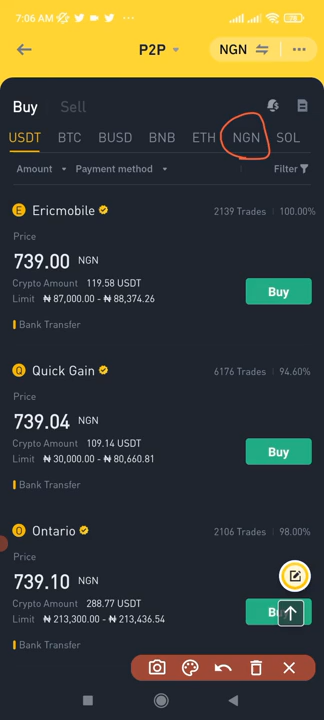 7:06 AM
76
P2P
NGN
Buy Sell
USDT BTC BUSD BNB ETH NGN SOL
Amount Payment method Filter
E Ericmobile 2139 Trades 100.00%
Price
739.00 NGN
Crypto Amount 119.58 USDT
Limit ₦ 87,000.00 - ₦ 88,374.26
Buy
Bank Transfer
Q Quick Gain 6176 Trades 94.60%
Price
739.04 NGN
Crypto Amount 109.14 USDT
Limit ₦ 30,000.00 - ₦ 80,660.81
Buy
Bank Transfer
O Ontario 2106 Trades 98.00%
Price
739.10 NGN
Crypto Amount 288.77 USDT
Limit ₦ 213,300.00 - ₦ 213,436.54
Bank Transfer